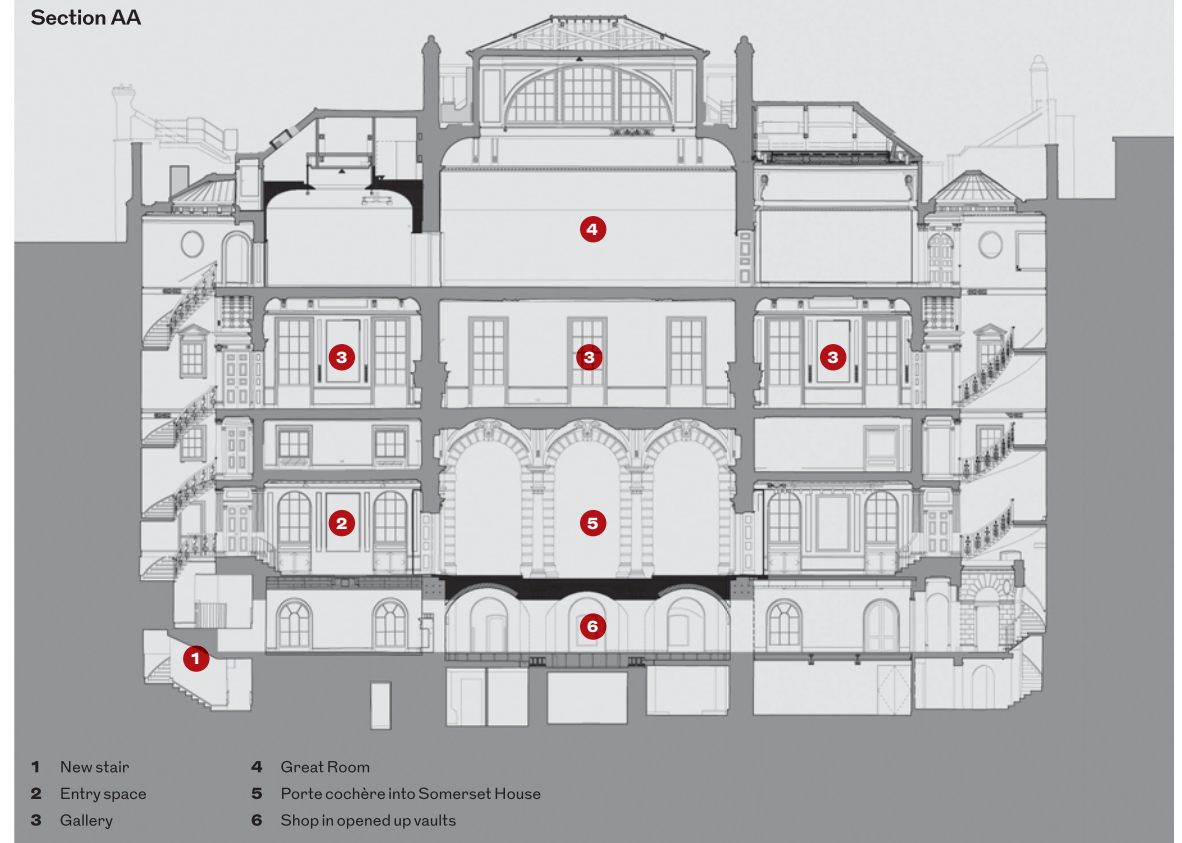 Section AA
4
3
3
3
2
5
6
1
1 New stair
2 Entry space
3 Gallery
4 Great Room
5 Porte cochère into Somerset House
6 Shop in opened up vaults